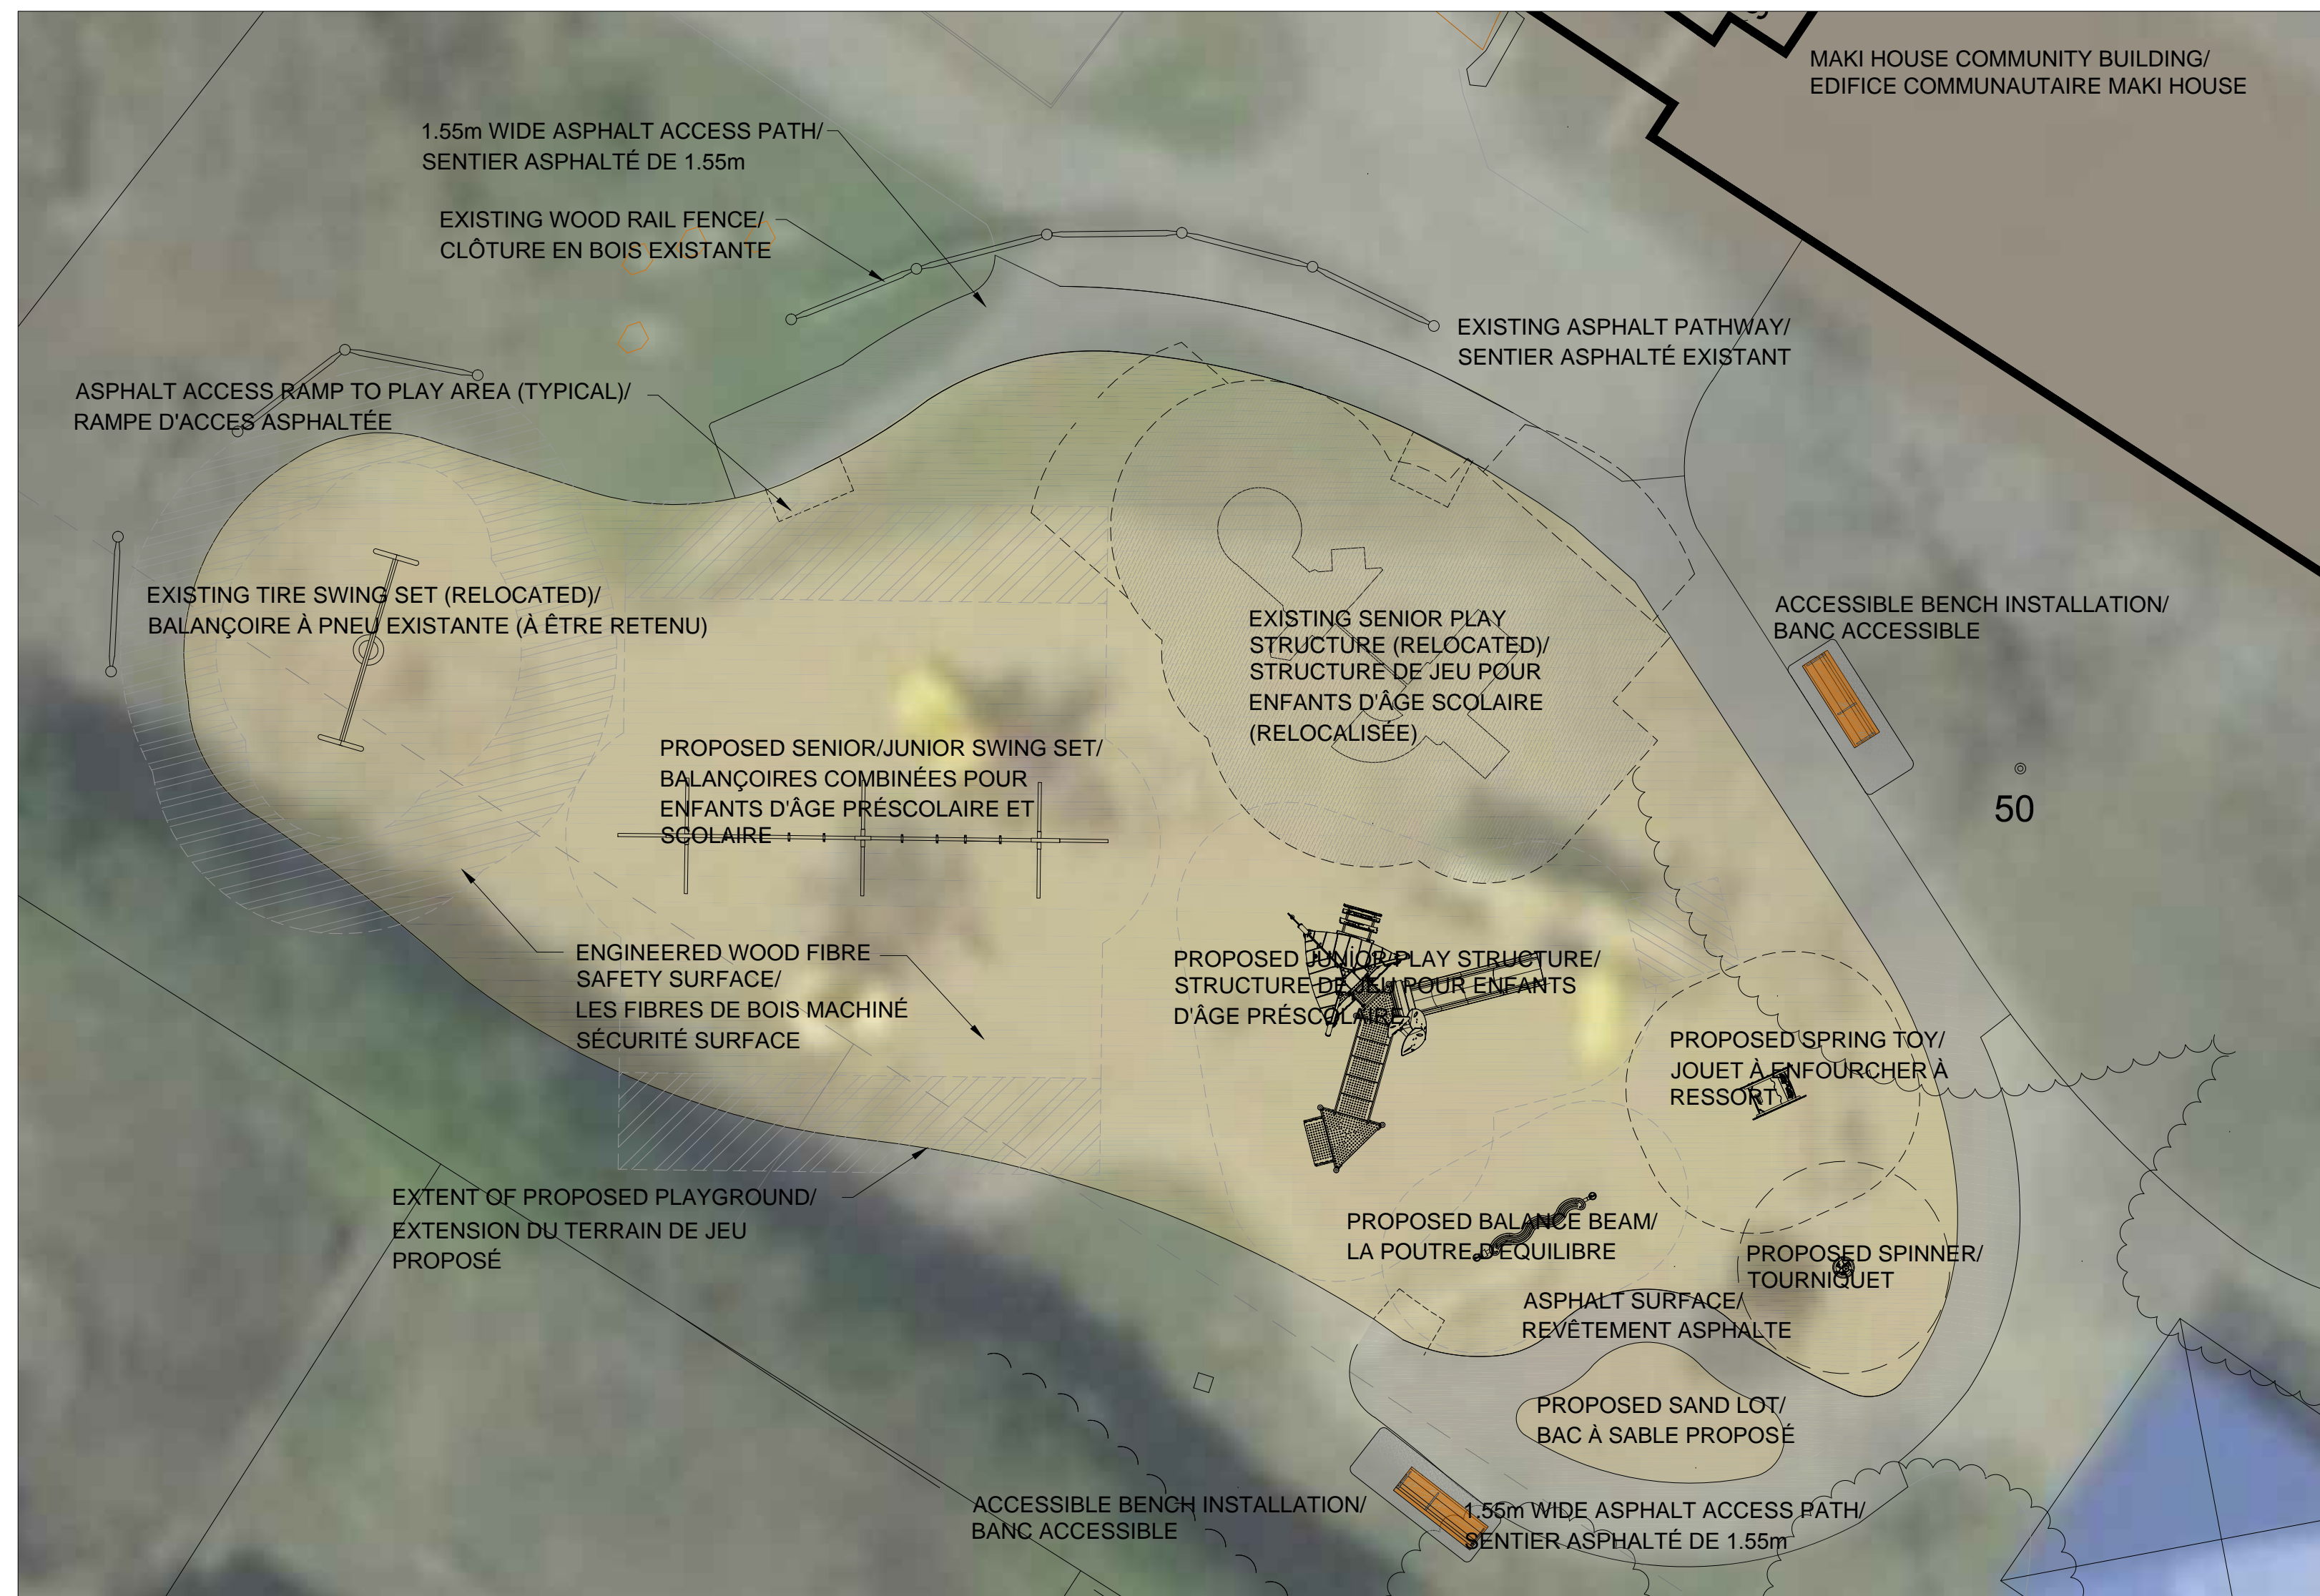 MAKI HOUSE COMMUNITY BUILDING/
EDIFICE COMMUNAUTAIRE MAKI HOUSE
1.55m WIDE ASPHALT ACCESS PATH/
SENTIER ASPHALTÉ DE 1.55m
EXISTING WOOD RAIL FENCE/
CLÔTURE EN BOIS EXISTANTE
EXISTING ASPHALT PATHWAY/
SENTIER ASPHALTÉ EXISTANT
ASPHALT ACCESS RAMP TO PLAY AREA (TYPICAL)/
RAMPE D'ACCES ASPHALTÉE
EXISTING TIRE SWING SET (RELOCATED)/
BALANÇOIRE À PNEU EXISTANTE (À ÊTRE RETENU)
EXISTING SENIOR PLAY
STRUCTURE (RELOCATED)/
STRUCTURE DE JEU POUR
ENFANTS D'ÂGE SCOLAIRE
(RELOCALISÉE)
ACCESSIBLE BENCH INSTALLATION/
BANC ACCESSIBLE
50
PROPOSED SENIOR/JUNIOR SWING SET/
BALANÇOIRES COMBINÉES POUR
ENFANTS D'ÂGE PRÉSCOLAIRE ET
SCOLAIRE
ENGINEERED WOOD FIBRE
SAFETY SURFACE/
LES FIBRES DE BOIS MACHINÉ
SÉCURITÉ SURFACE
PROPOSED JUNIOR PLAY STRUCTURE/
STRUCTURE DE JEU POUR ENFANTS
D'ÂGE PRÉSCOLAIRE
PROPOSED SPRING TOY/
JOUET À ENFOURCHER À
RESSORT
EXTENT OF PROPOSED PLAYGROUND/
EXTENSION DU TERRAIN DE JEU
PROPOSÉ
PROPOSED BALANCE BEAM/
LA POUTRE D'EQUILIBRE
PROPOSED SPINNER/
TOURNIQUET
ASPHALT SURFACE/
REVÊTEMENT ASPHALTE
PROPOSED SAND LOT/
BAC À SABLE PROPOSÉ
ACCESSIBLE BENCH INSTALLATION/
BANC ACCESSIBLE
1.55m WIDE ASPHALT ACCESS PATH/
SENTIER ASPHALTÉ DE 1.55m